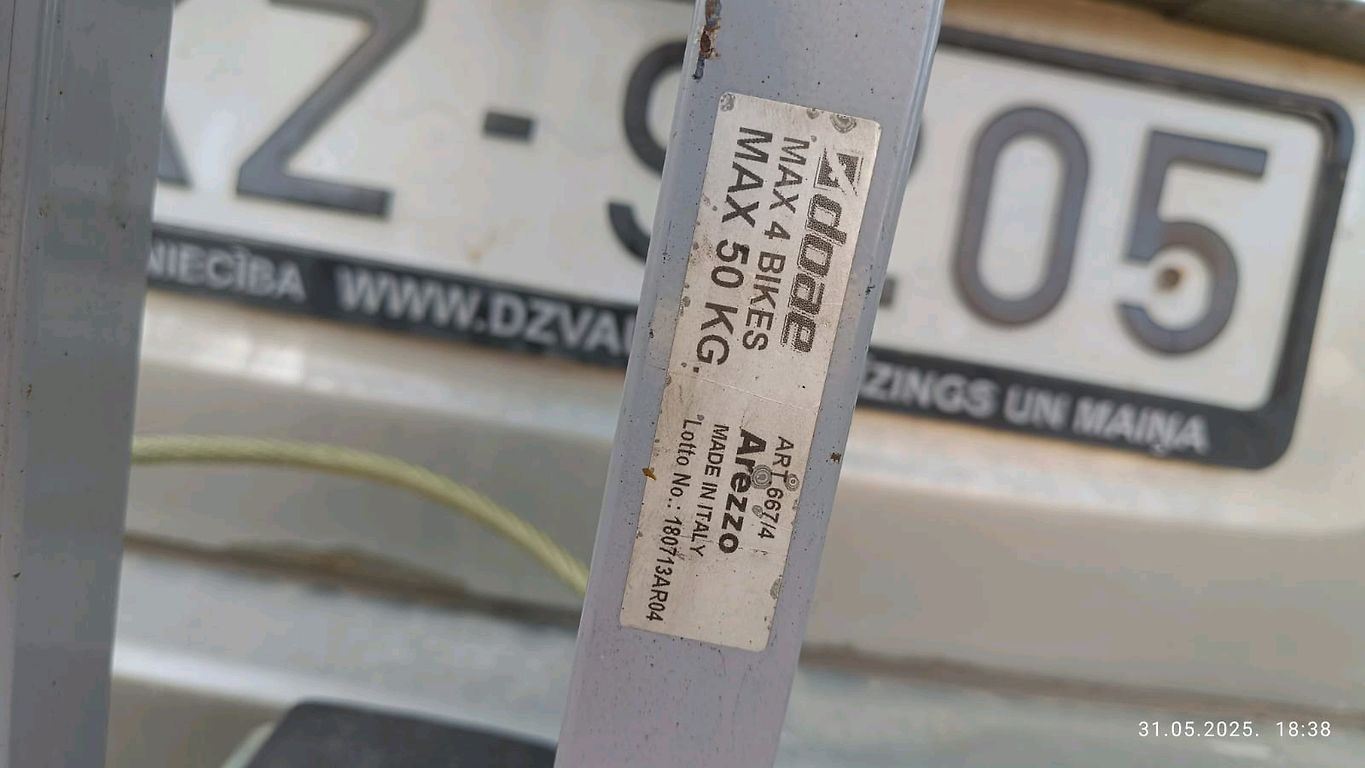 Z - 9 05
NIECĪBA WWW.DZVA ZINGS UN MAIŅA
doae
MAX 4 BIKES
MAX 50 KG.
ART 667/4
Arezzo
MADE IN ITALY
Lotto No.: 180713AR04
31.05.2025. 18:38